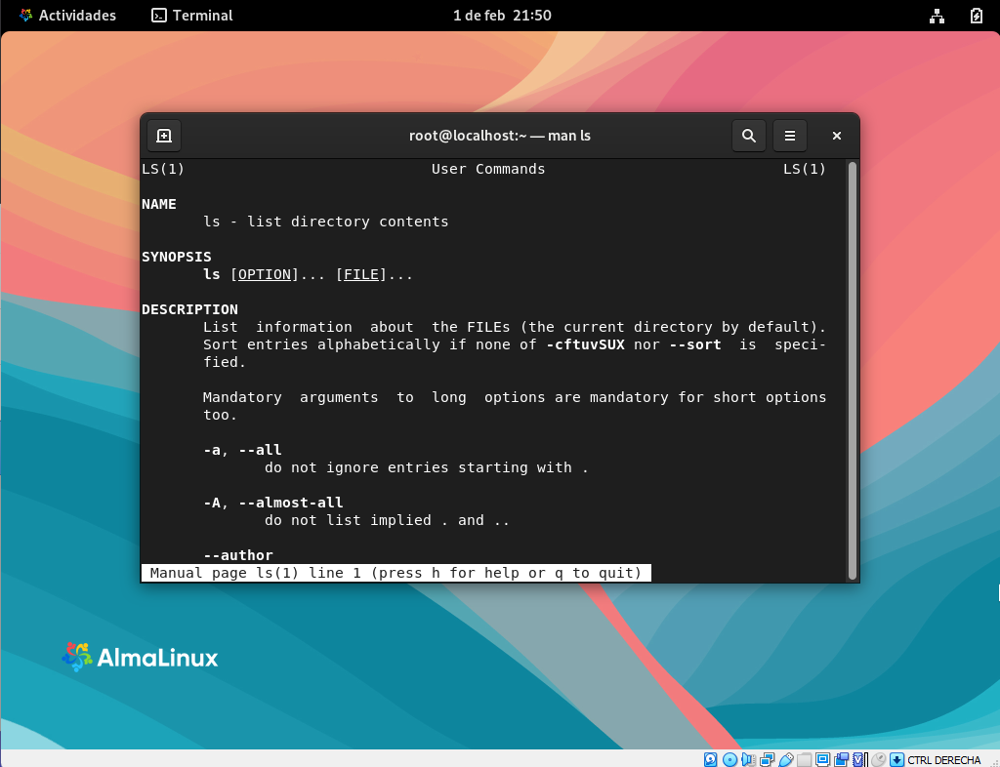 Actividades Terminal 1 de feb 21:50
root@localhost:~ — man ls
LS(1) User Commands LS(1)
NAME
ls - list directory contents
SYNOPSIS
ls [OPTION]... [FILE]...
DESCRIPTION
List information about the FILEs (the current directory by default).
Sort entries alphabetically if none of -cftuvSUX nor --sort is speci-
fied.
Mandatory arguments to long options are mandatory for short options
too.
-a, --all
do not ignore entries starting with .
-A, --almost-all
do not list implied . and ..
--author
Manual page ls(1) line 1 (press h for help or q to quit)
AlmaLinux
CTRL DERECHA